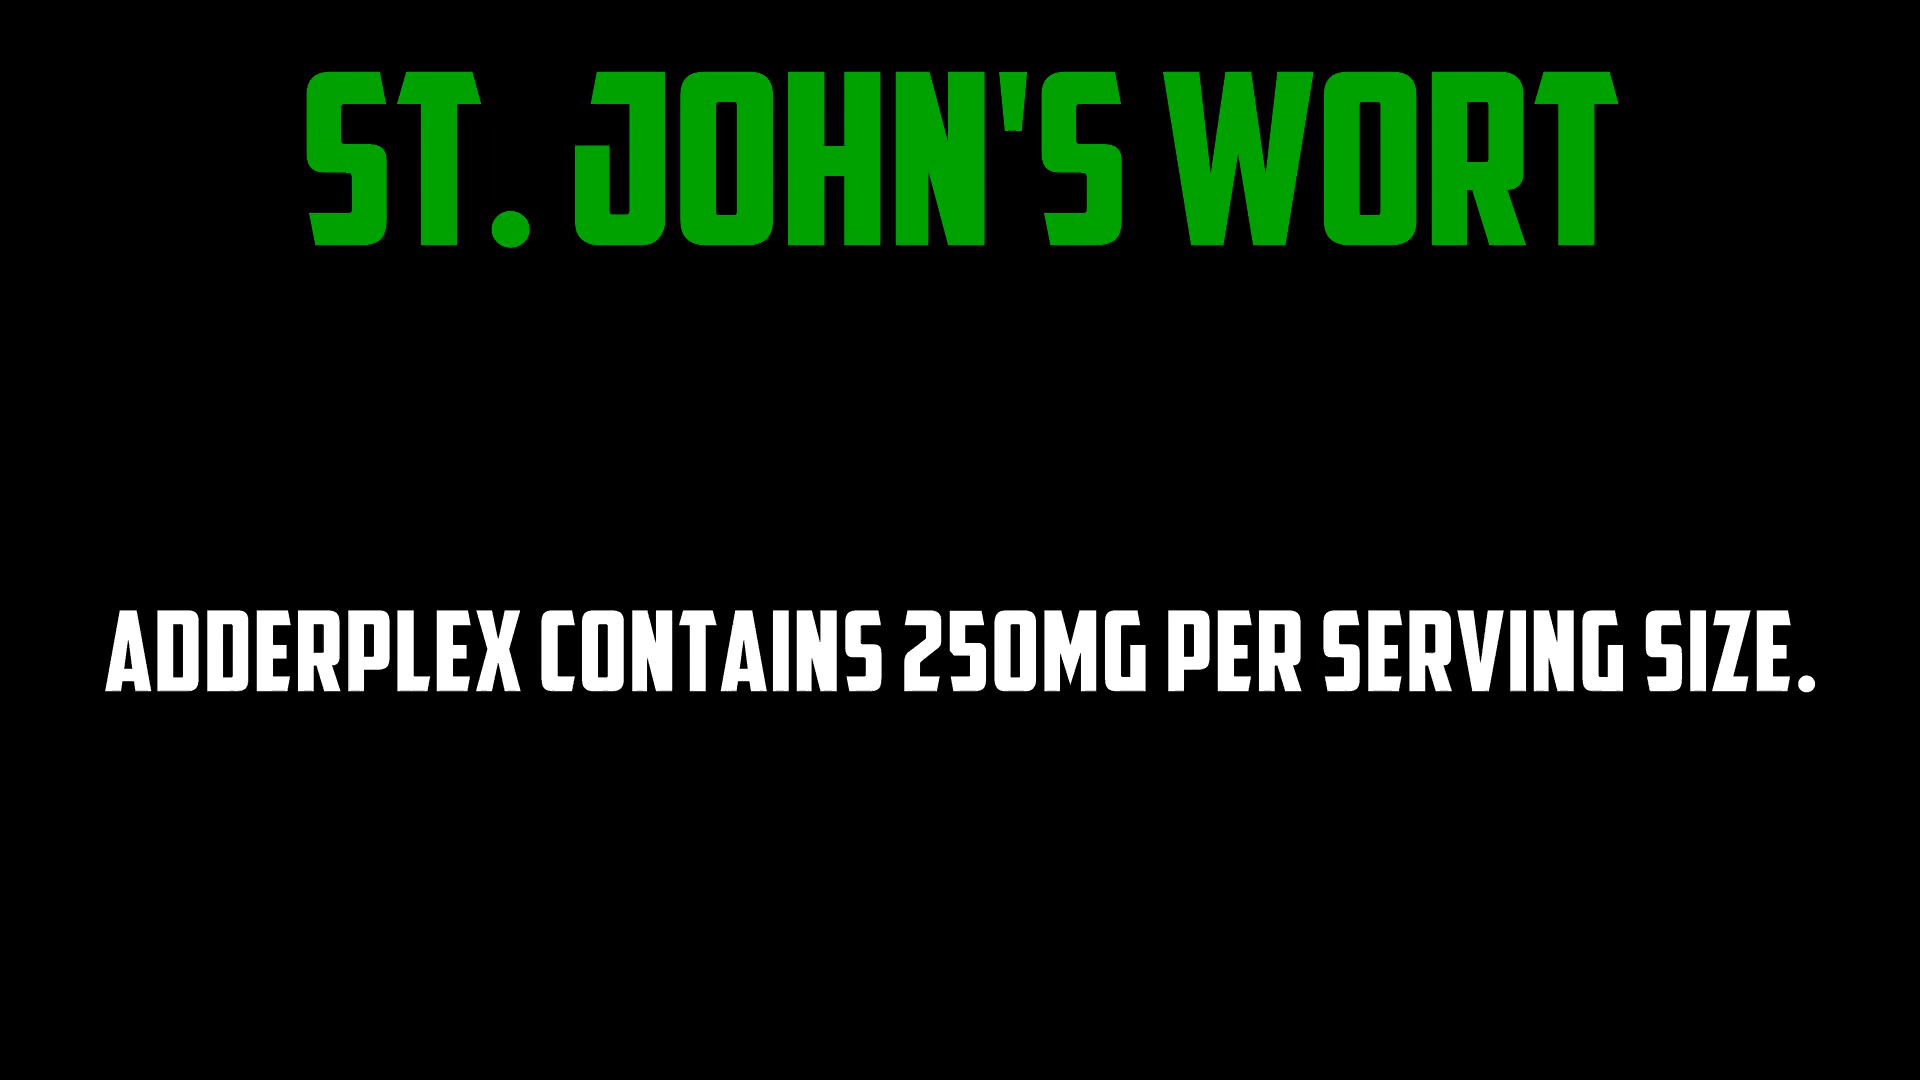 ST. JOHN'S WORT
ADDERPLEX CONTAINS 250MG PER SERVING SIZE.